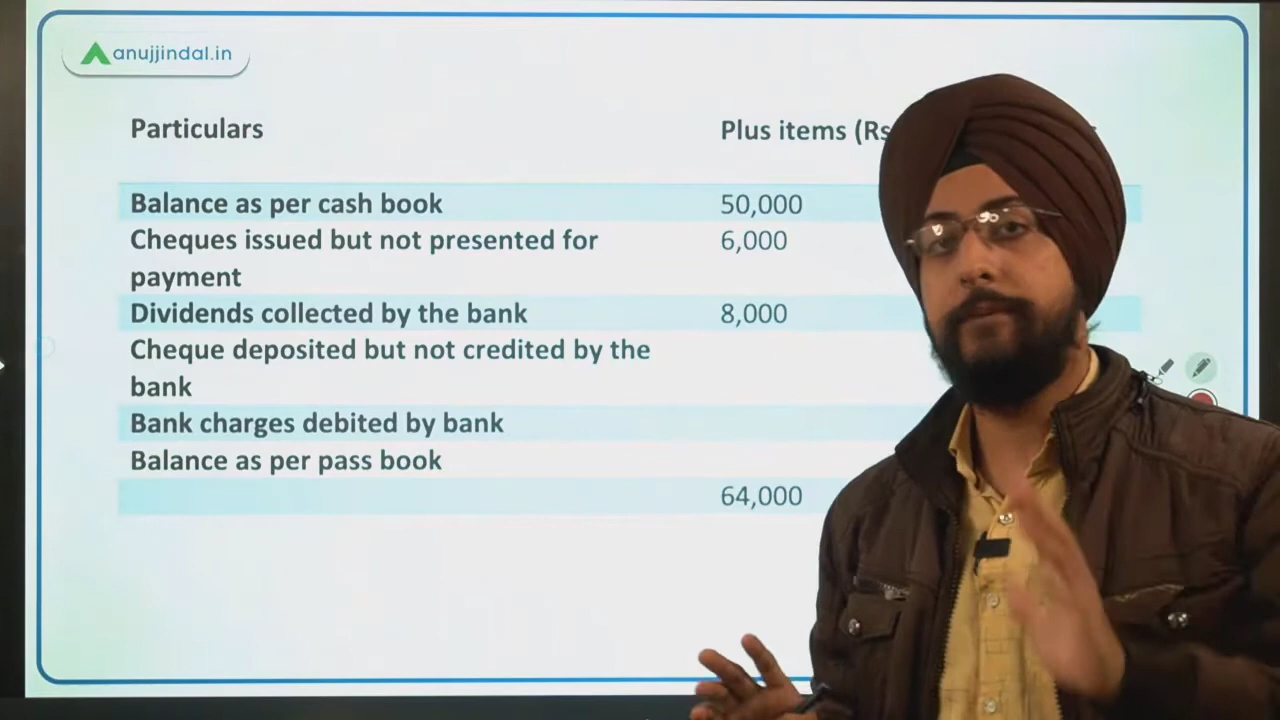 anujjindal.in
Particulars Plus items (Rs
Balance as per cash book 50,000
Cheques issued but not presented for 6,000
payment
Dividends collected by the bank 8,000
Cheque deposited but not credited by the
bank
Bank charges debited by bank
Balance as per pass book
64,000